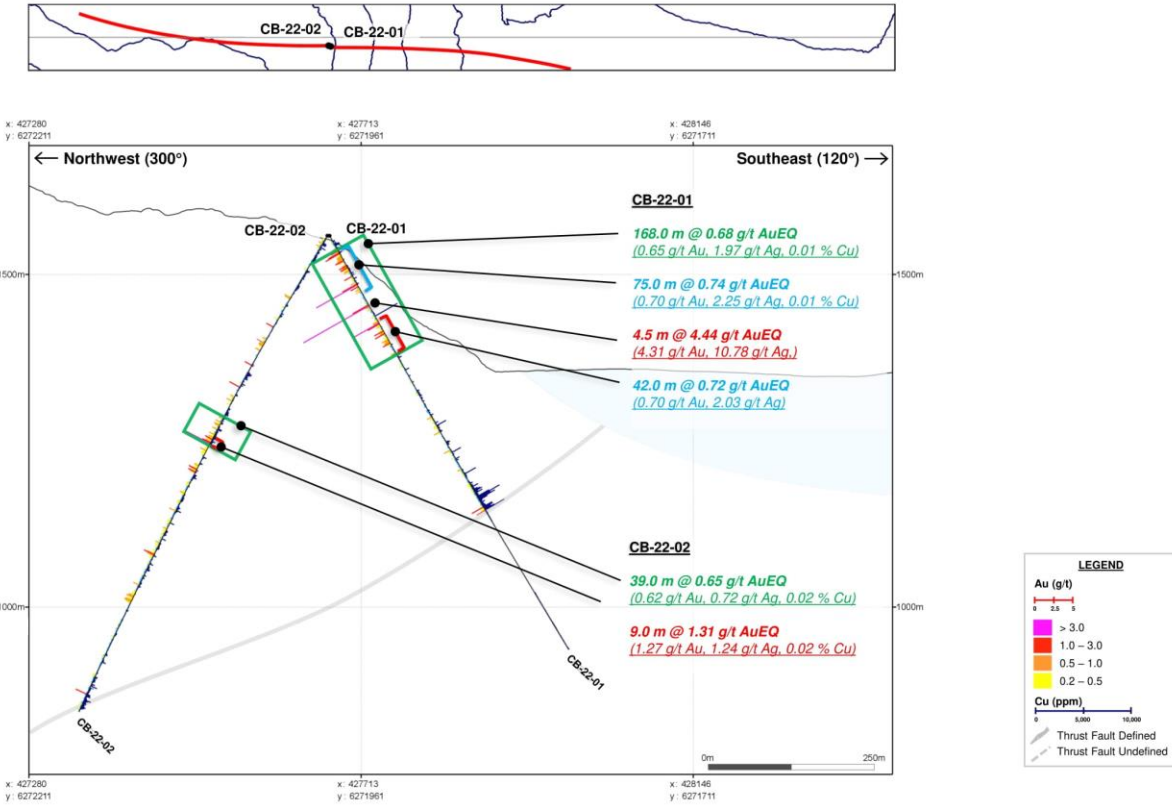 CB-22-02 CB-22-01
x: 427280 x: 427713 x: 428146
y: 6272211 y: 6271961 y: 6271711
Northwest (300°) Southeast (120°)
CB-22-02 CB-22-01
1500m 1500m
1000m 1000m
CB-22-01
168.0 m @ 0.68 g/t AuEQ
(0.65 g/t Au, 1.97 g/t Ag, 0.01 % Cu)
75.0 m @ 0.74 g/t AuEQ
(0.70 g/t Au, 2.25 g/t Ag, 0.01 % Cu)
4.5 m @ 4.44 g/t AuEQ
(4.31 g/t Au, 10.78 g/t Ag,)
42.0 m @ 0.72 g/t AuEQ
(0.70 g/t Au, 2.03 g/t Ag)
CB-22-02
39.0 m @ 0.65 g/t AuEQ
(0.62 g/t Au, 0.72 g/t Ag, 0.02 % Cu)
9.0 m @ 1.31 g/t AuEQ
(1.27 g/t Au, 1.24 g/t Ag, 0.02 % Cu)
CB-22-01
CB-22-02
0m 250m
x: 427280 x: 427713 x: 428146
y: 6272211 y: 6271961 y: 6271711
LEGEND
Au (g/t)
0 2.5 5
> 3.0
1.0 – 3.0
0.5 – 1.0
0.2 – 0.5
Cu (ppm)
0 5,000 10,000
Thrust Fault Defined
Thrust Fault Undefined